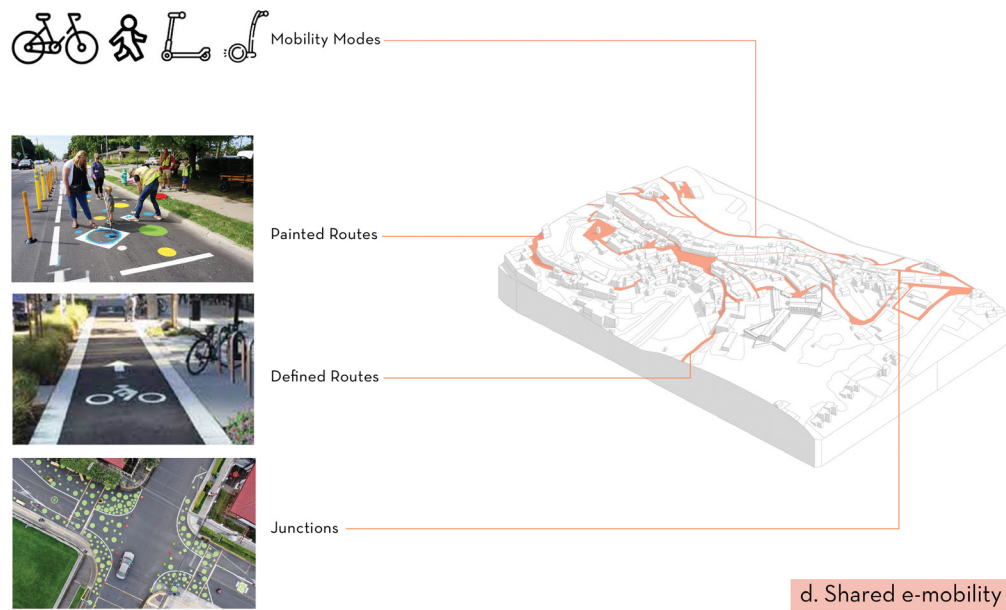 Mobility Modes
Painted Routes
Defined Routes
Junctions
d. Shared e-mobility